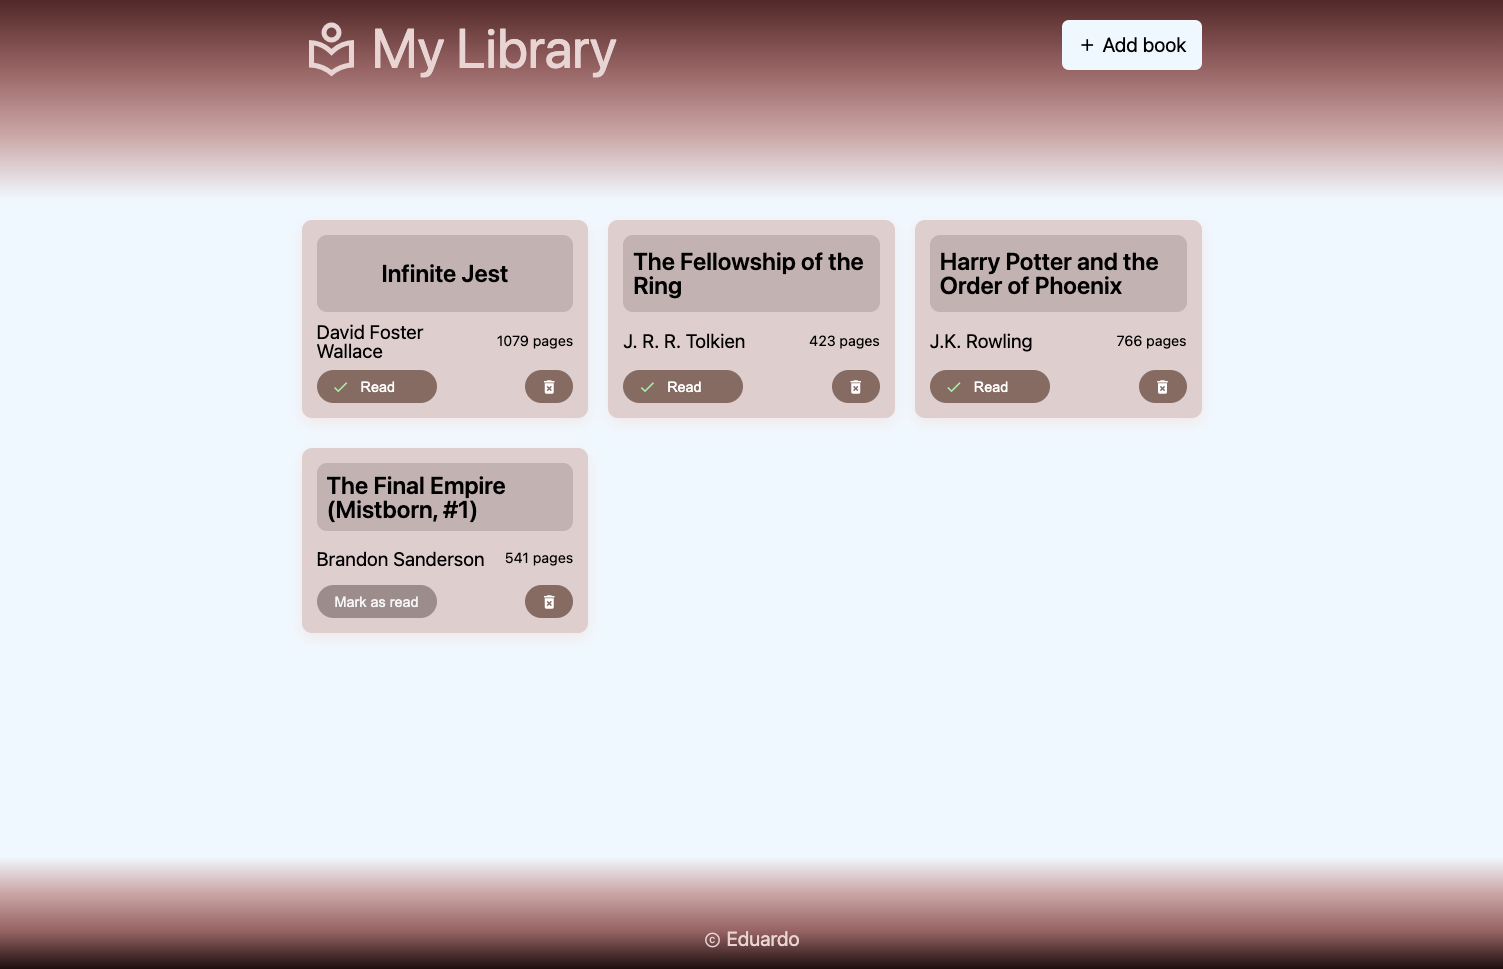 My Library
+ Add book
Infinite Jest
David Foster
Wallace
1079 pages
Read
The Fellowship of the
Ring
J. R. R. Tolkien
423 pages
Read
Harry Potter and the
Order of Phoenix
J.K. Rowling
766 pages
Read
The Final Empire
(Mistborn, #1)
Brandon Sanderson
541 pages
Mark as read
© Eduardo